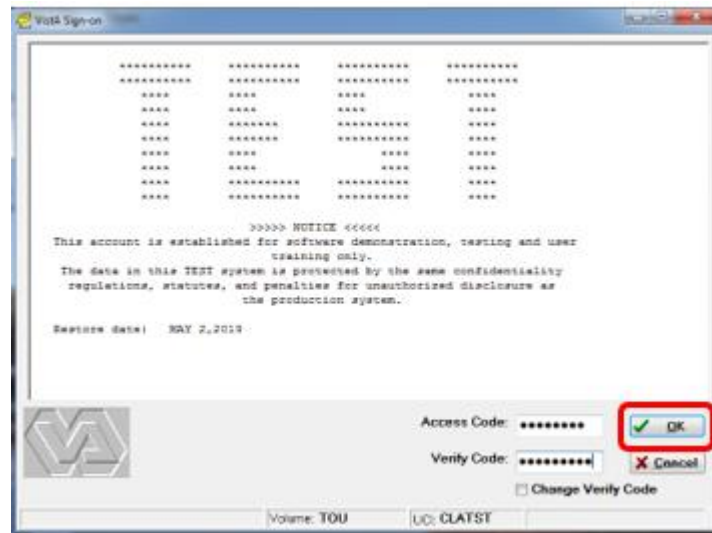 VistA Sign-on
**********   **********   **********   **********
**********   **********   **********   **********
****   ****   ****   ****
****   ****   ****   ****
****   *******   **********   ****
****   *******   **********   ****
****   ****   ****   ****
****   ****   ****   ****
****   **********   **********   ****
****   **********   **********   ****
>>>>> NOTICE <<<<<
This account is established for software demonstration, testing and user
training only.
The data in this TEST system is protected by the same confidentiality
regulations, statutes, and penalties for unauthorized disclosure as
the production system.
Restore date: MAY 2,2019
Access Code: ●●●●●●●●
OK
VA
Verify Code: ●●●●●●●●●
Cancel
Change Verify Code
Volume: TOU
UCI: CLATST